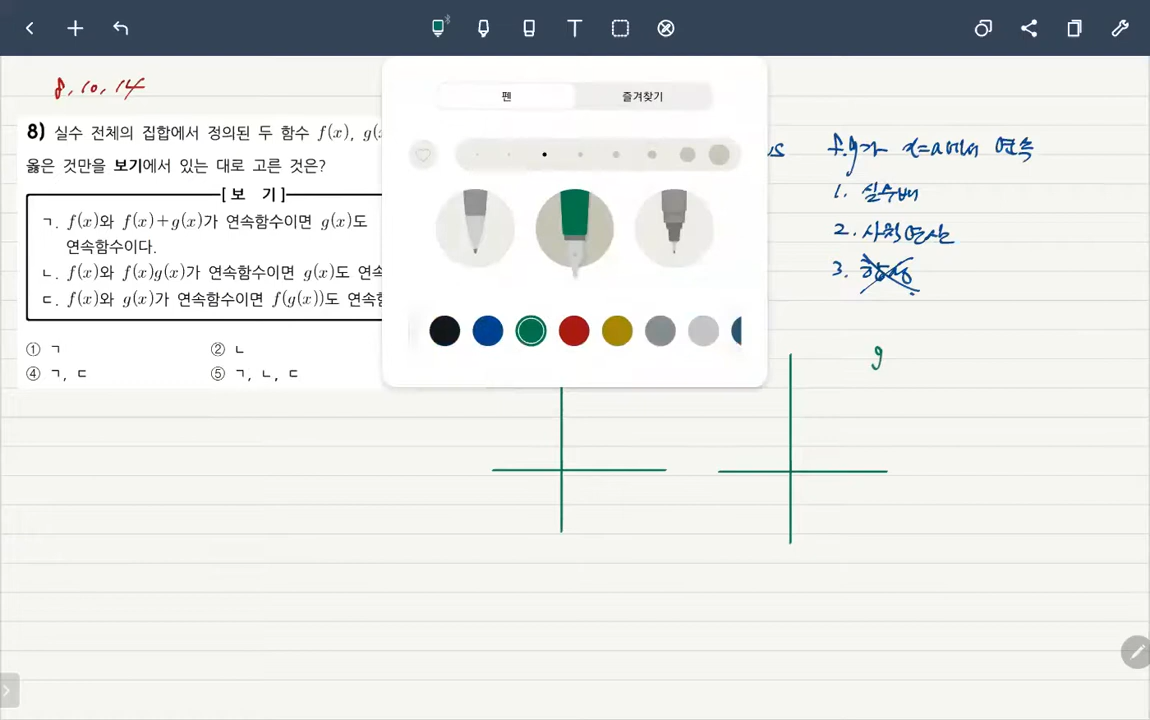 8, 10, 14
펜
즐겨찾기
8) 실수 전체의 집합에서 정의된 두 함수 f(x), g(
옳은 것만을 보기에서 있는 대로 고른 것은?
[ 보 기 ]
ㄱ. f(x)와 f(x)+g(x)가 연속함수이면 g(x)도
연속함수이다.
ㄴ. f(x)와 f(x)g(x)가 연속함수이면 g(x)도 연
ㄷ. f(x)와 g(x)가 연속함수이면 f(g(x))도 연속
① ㄱ
② ㄴ
④ ㄱ, ㄷ
⑤ ㄱ, ㄴ, ㄷ
f.g가 x=a에서 연속
1. 실수배
2. 사칙연산
3. 합성
g